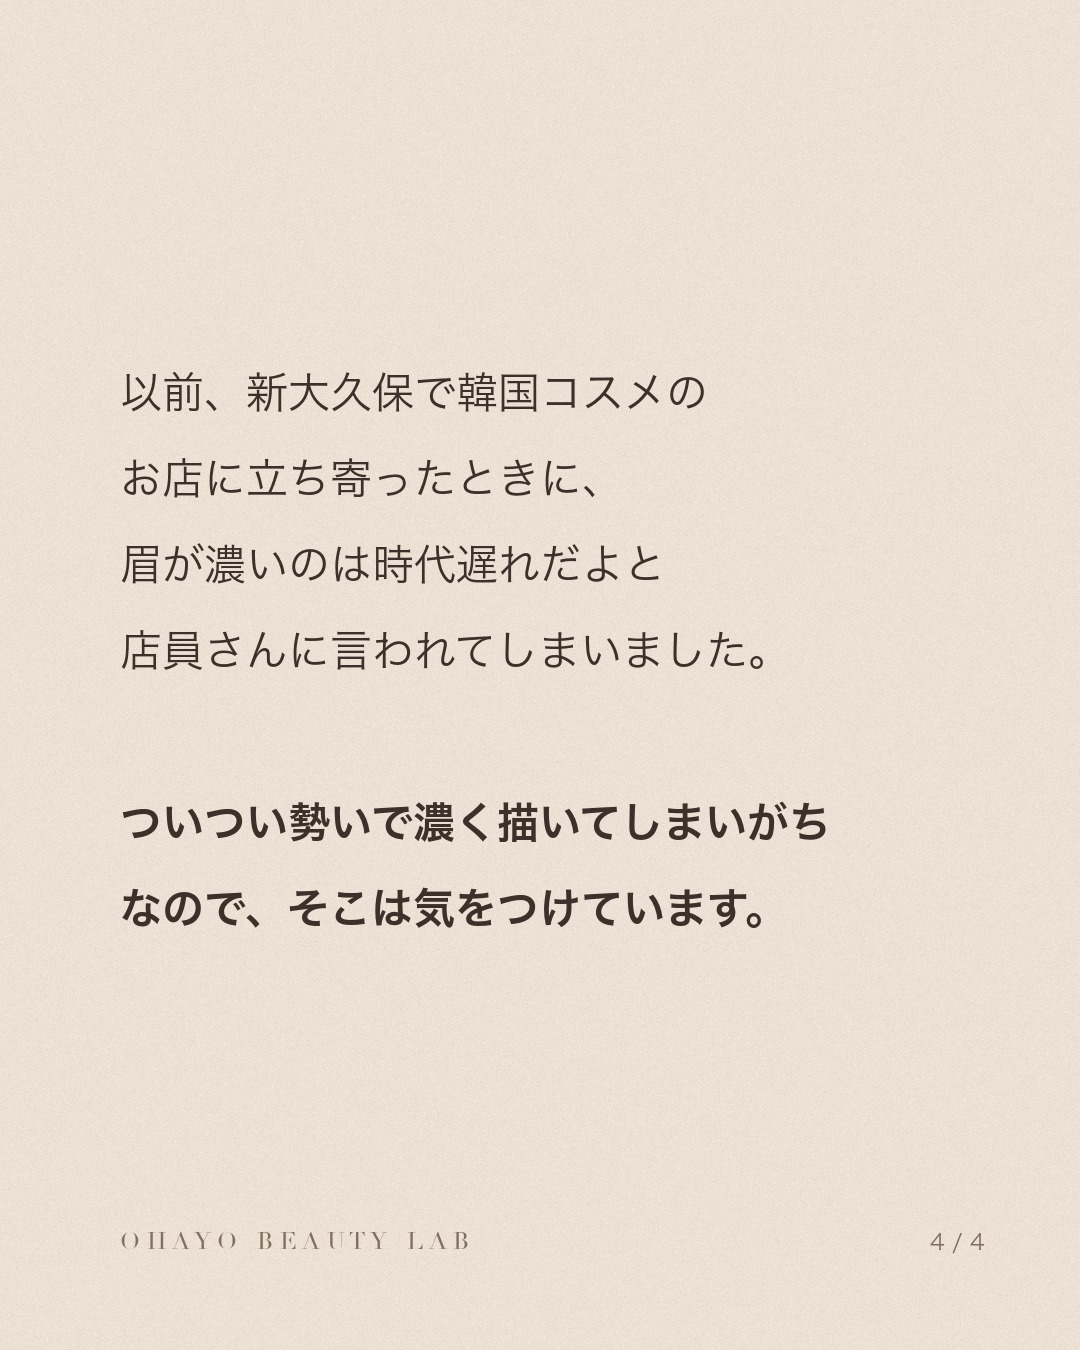 以前、新大久保で韓国コスメの
お店に立ち寄ったときに、
眉が濃いのは時代遅れだよと
店員さんに言われてしまいました。
ついつい勢いで濃く描いてしまいがち
なので、そこは気をつけています。
OHAYO BEAUTY LAB
4/4